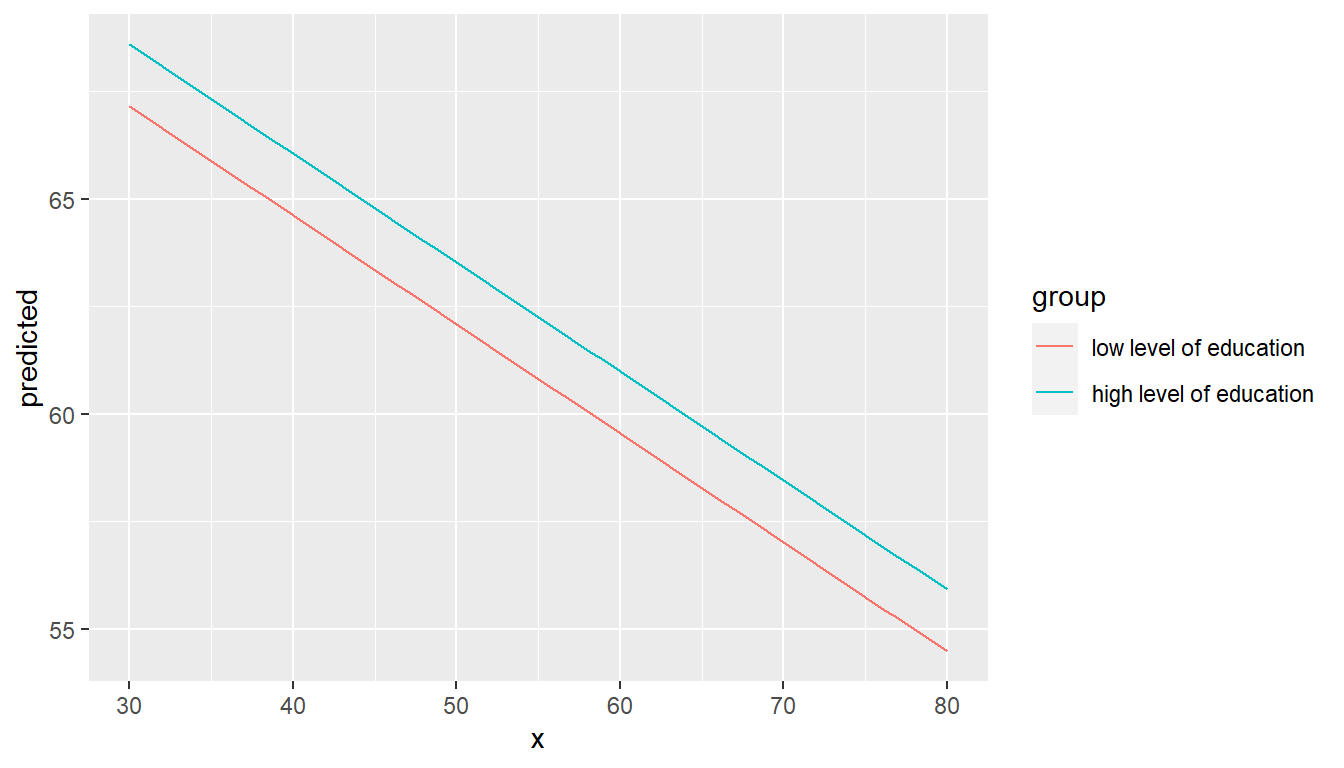 predicted
65
60
55
30 40 50 60 70 80
x
group
low level of education
high level of education